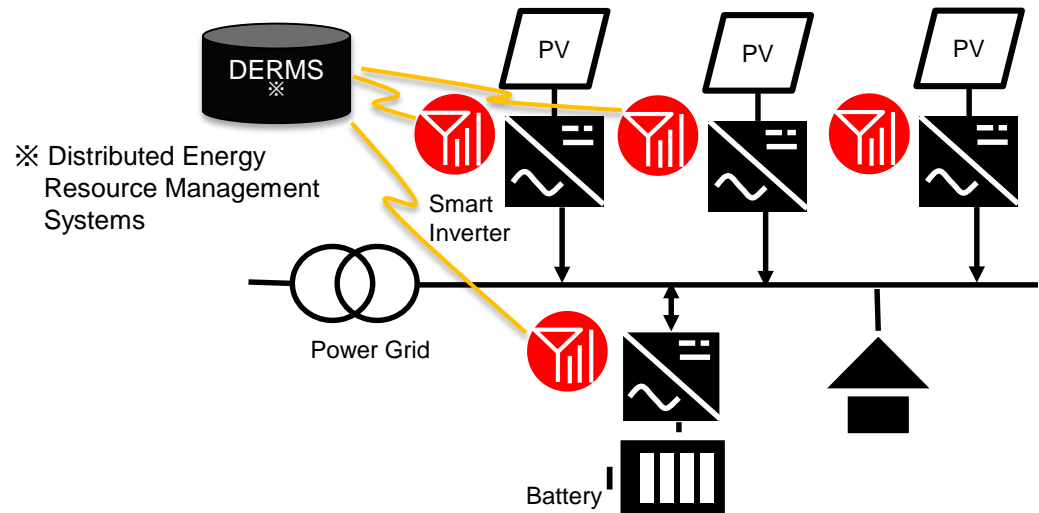 PV
PV
PV
DERMS
※
※ Distributed Energy
Resource Management
Systems
Smart
Inverter
Power Grid
Battery